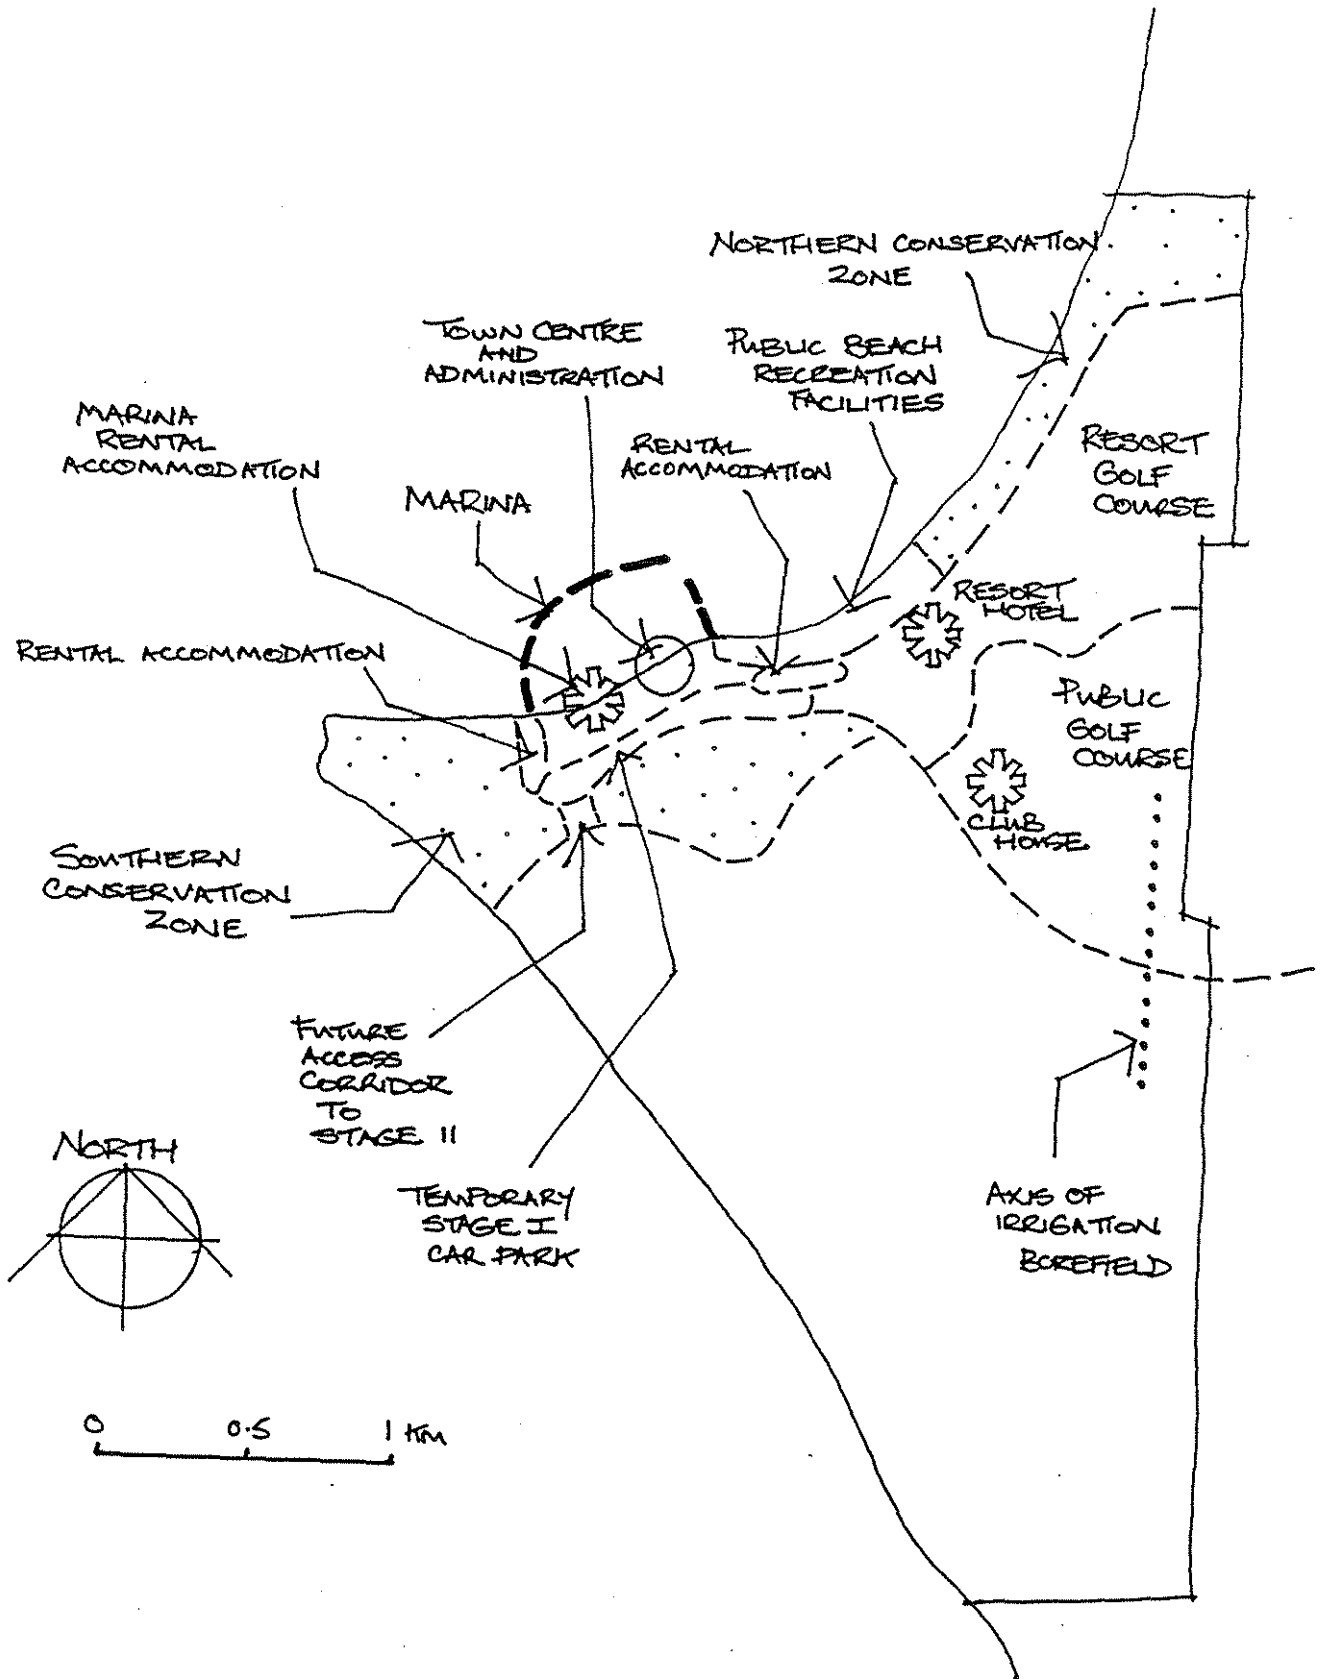 NORTHERN CONSERVATION
ZONE
TOWN CENTRE
AND
ADMINISTRATION
PUBLIC BEACH
RECREATION
FACILITIES
MARINA
RENTAL
ACCOMMODATION
RENTAL
ACCOMMODATION
MARINA
RESORT
GOLF
COURSE
RESORT
HOTEL
RENTAL ACCOMMODATION
PUBLIC
GOLF
COURSE
CLUB
HOUSE
SOUTHERN
CONSERVATION
ZONE
FUTURE
ACCESS
CORRIDOR
TO
STAGE II
NORTH
TEMPORARY
STAGE I
CAR PARK
AXIS OF
IRRIGATION
BOREFIELD
0 0.5 1 KM